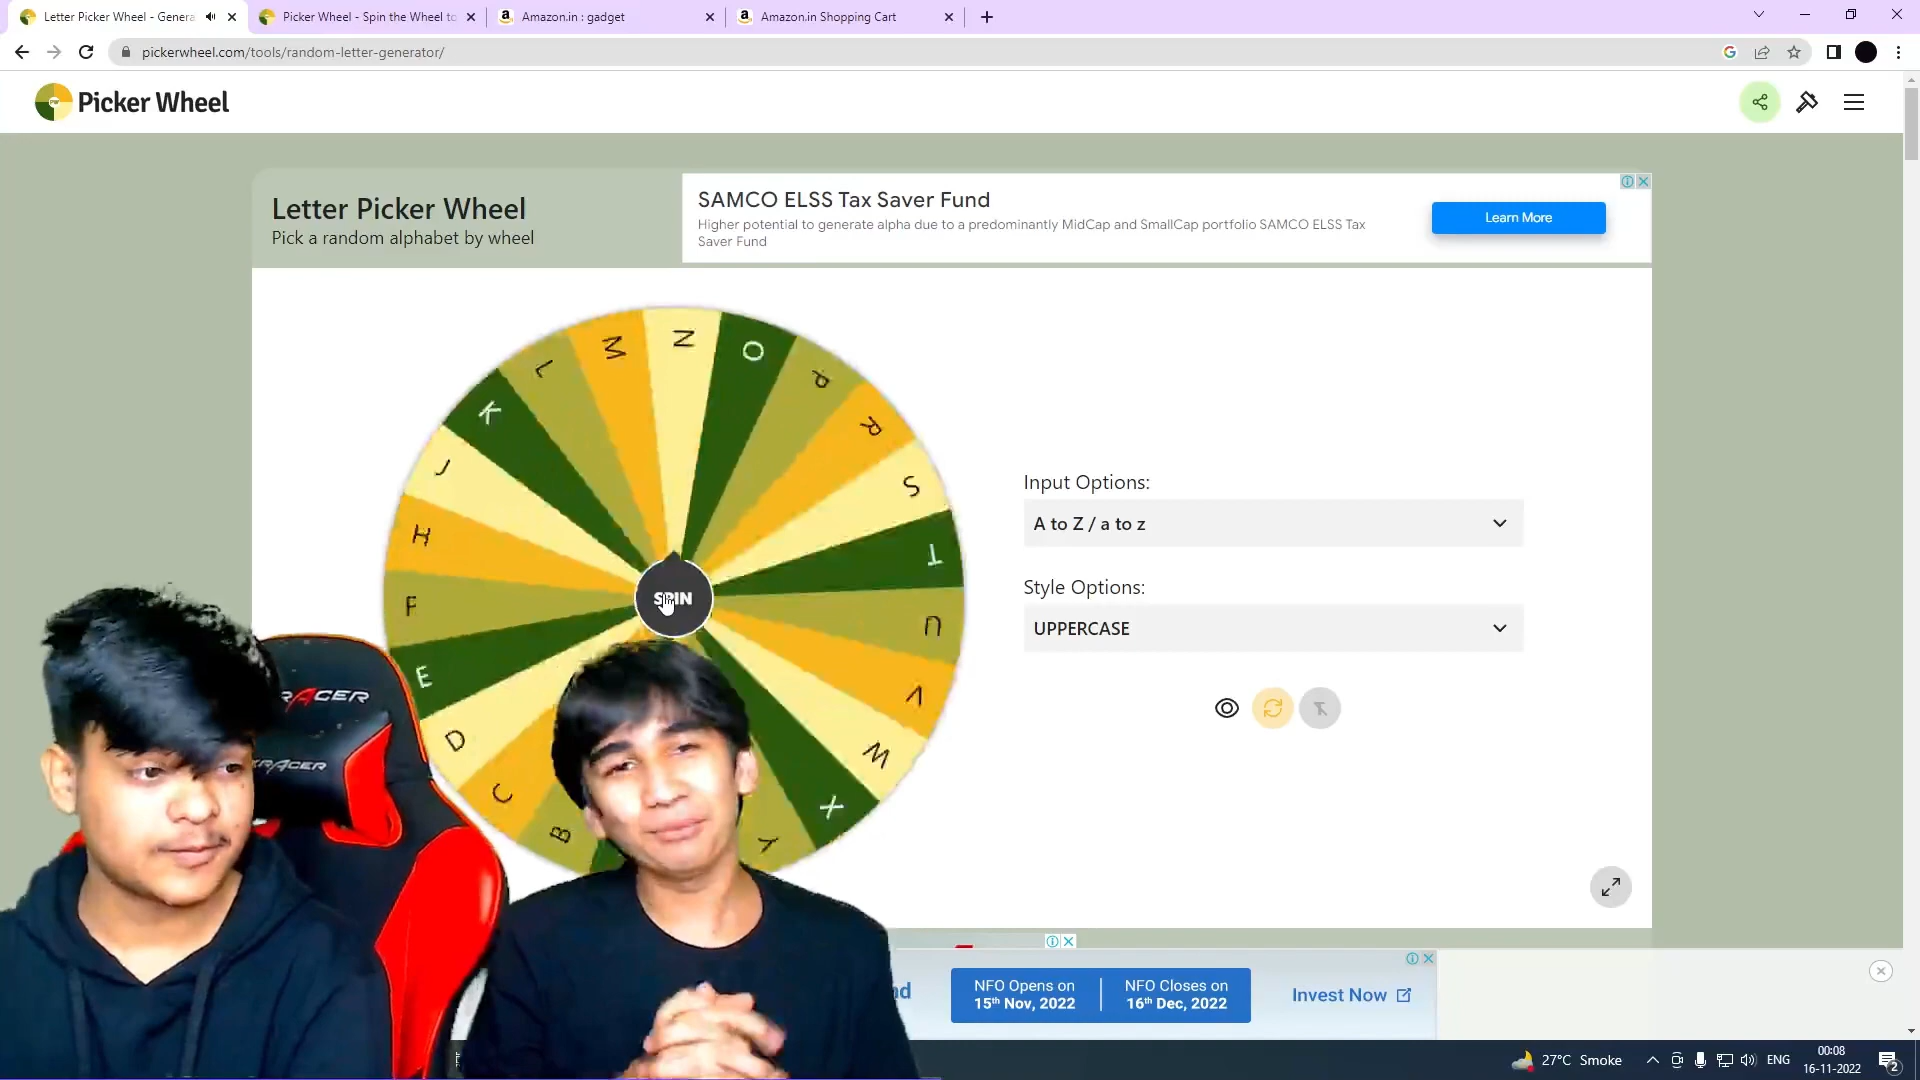 Letter Picker Wheel - Genera
Picker Wheel - Spin the Wheel to
Amazon.in : gadget
Amazon.in Shopping Cart
pickerwheel.com/tools/random-letter-generator/
Picker Wheel
Letter Picker Wheel
Pick a random alphabet by wheel
SAMCO ELSS Tax Saver Fund
Higher potential to generate alpha due to a predominantly MidCap and SmallCap portfolio SAMCO ELSS Tax
Saver Fund
Learn More
N
O
P
R
S
T
U
V
W
X
Y
B
C
D
E
F
H
J
K
L
M
SPIN
Input Options:
A to Z / a to z
Style Options:
UPPERCASE
NFO Opens on
15th Nov, 2022
NFO Closes on
16th Dec, 2022
Invest Now
27°C Smoke
ENG
00:08
16-11-2022
2